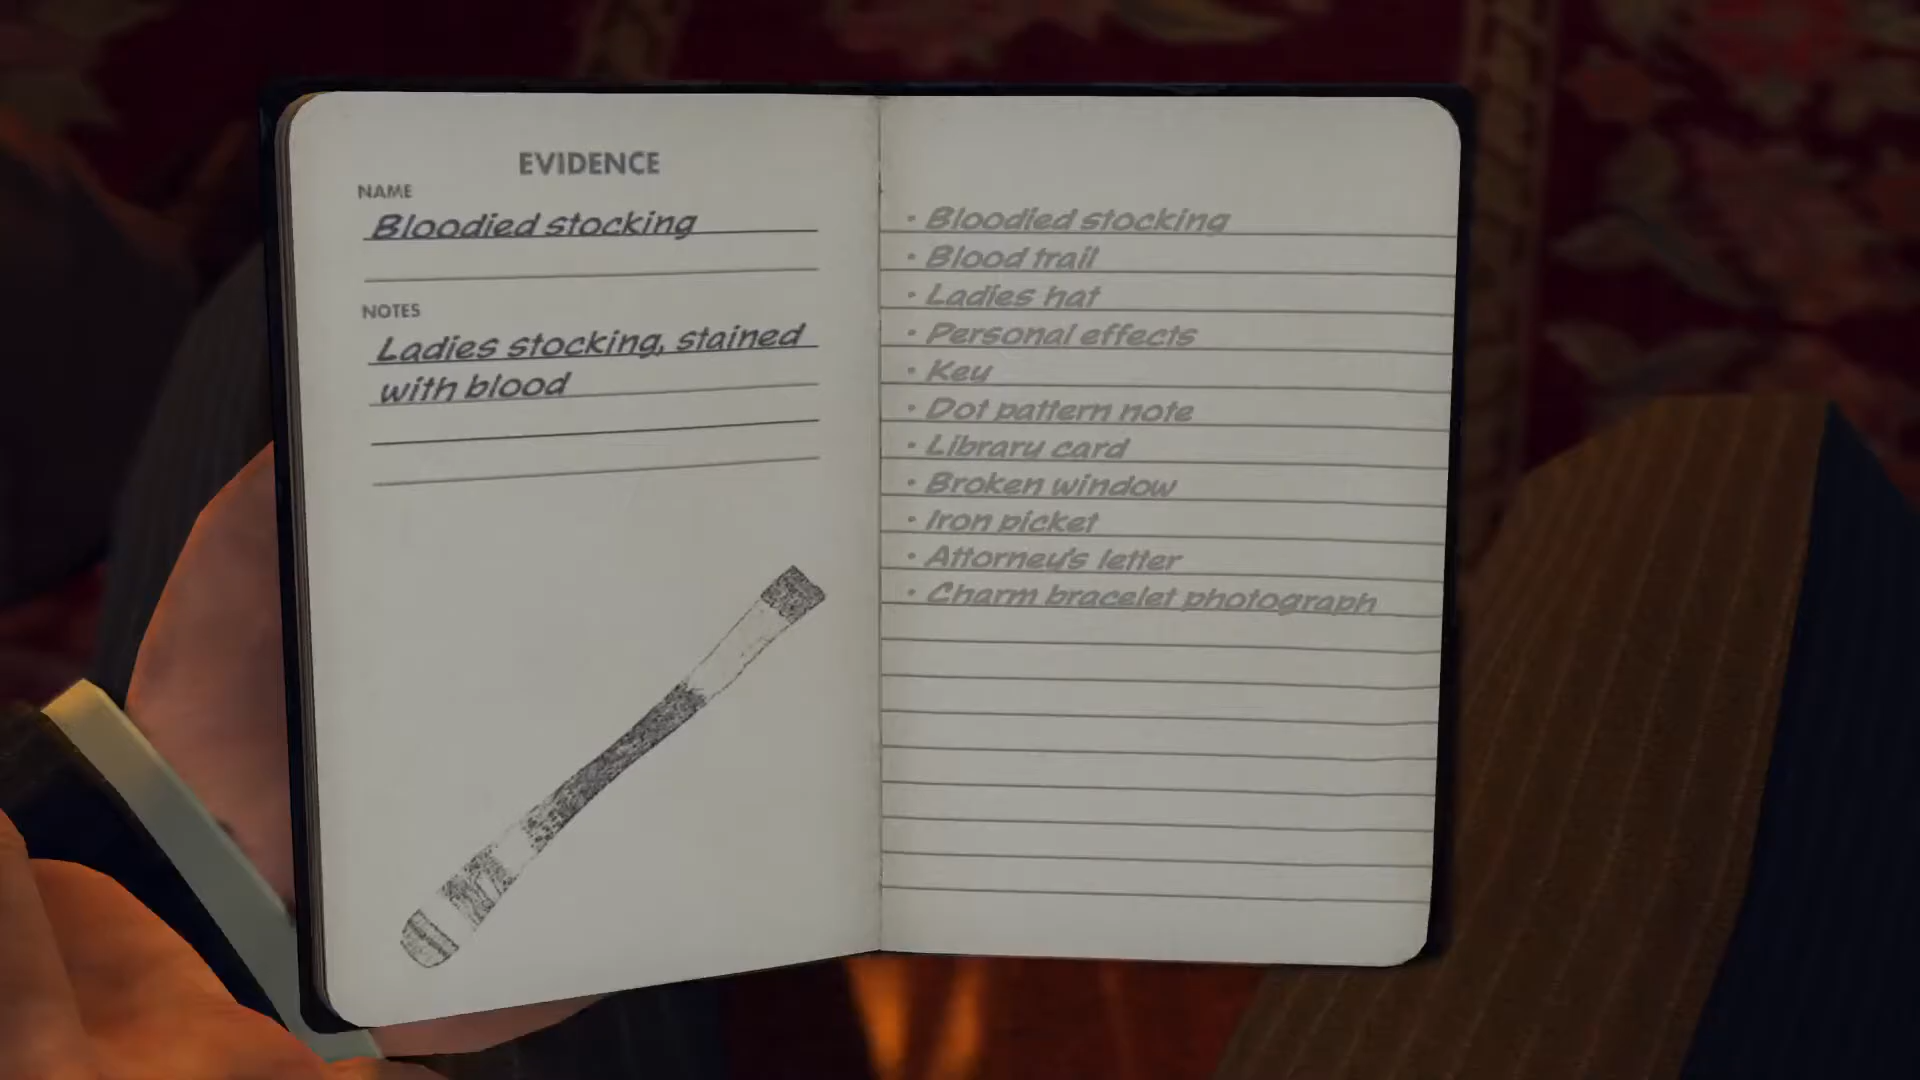 EVIDENCE
NAME
Bloodied stocking
NOTES
Ladies stocking, stained
with blood
• Bloodied stocking
• Blood trail
• Ladies hat
• Personal effects
• Key
• Dot pattern note
• Library card
• Broken window
• Iron picket
• Attorney's letter
• Charm bracelet photograph